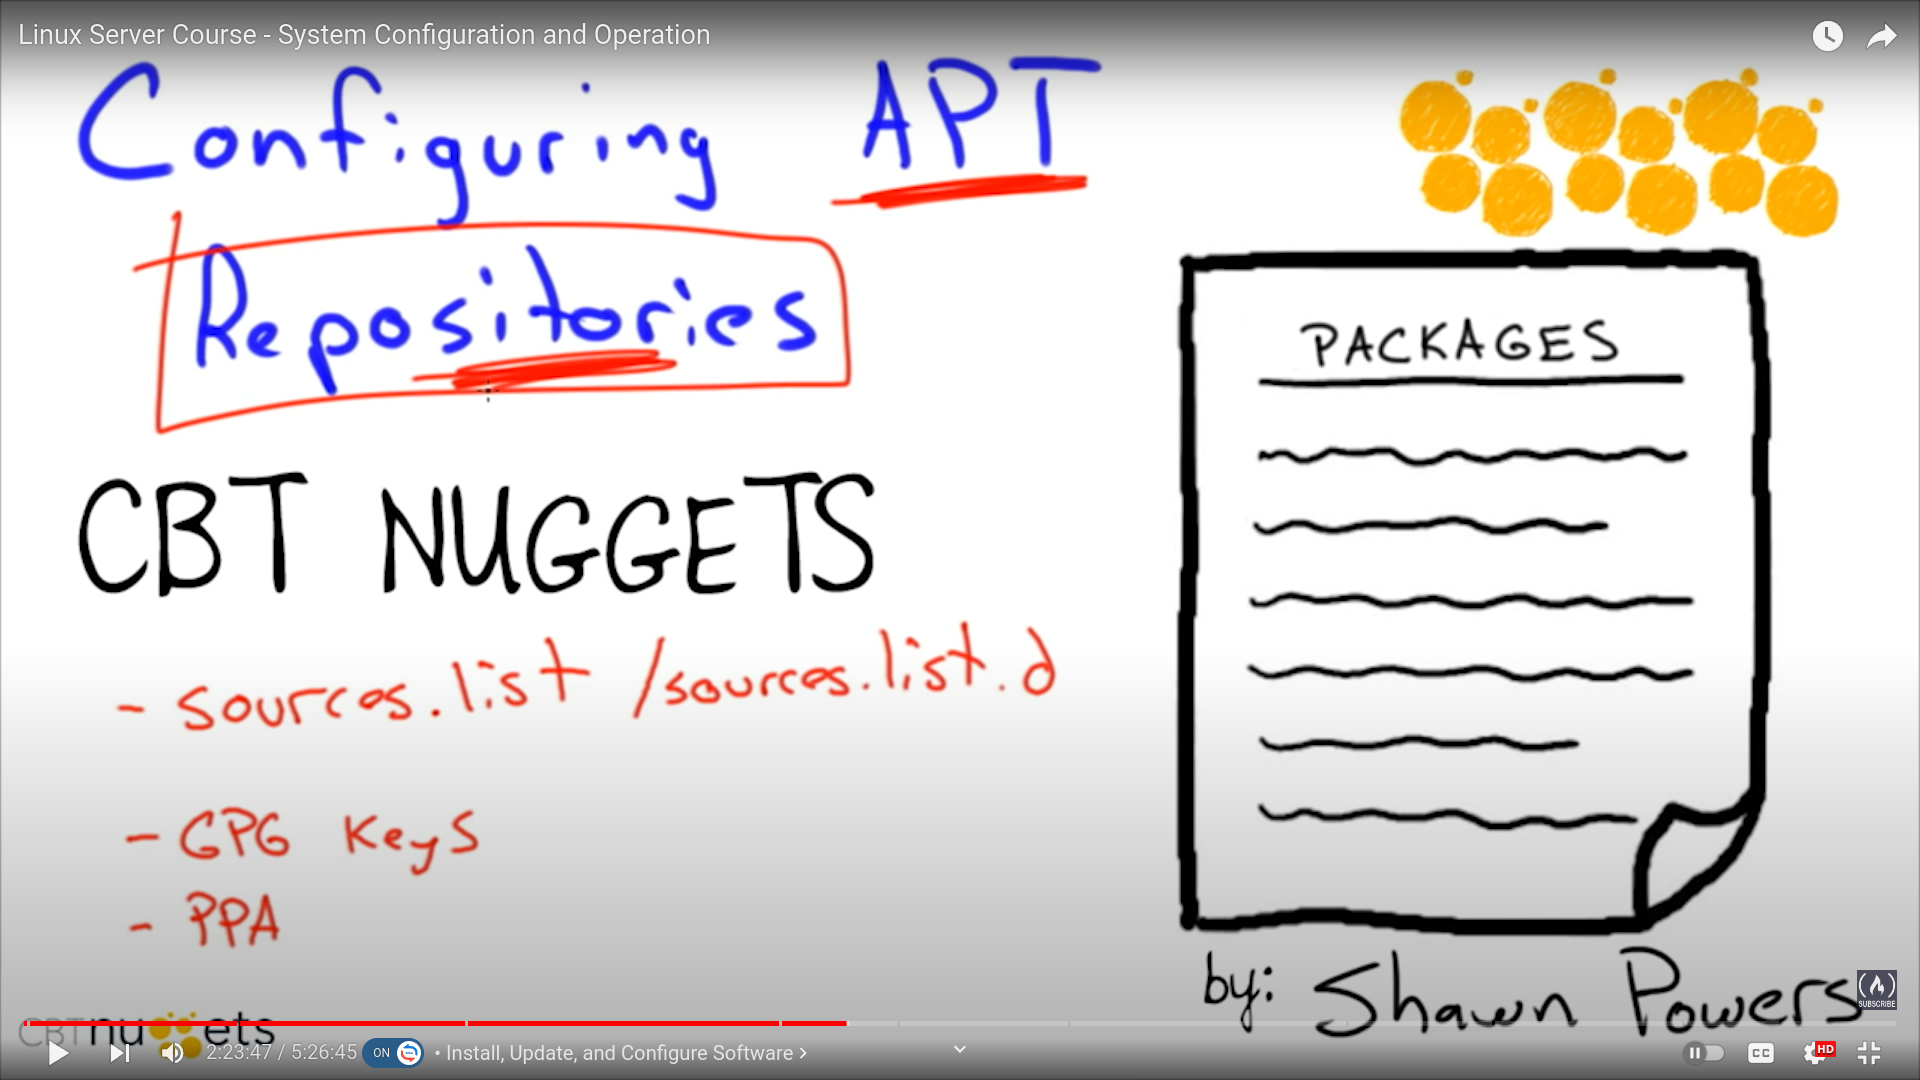 Linux Server Course - System Configuration and Operation
Configuring APT
Repositories
CBT NUGGETS
- sources.list /sources.list.d
- GPG Keys
- PPA
PACKAGES
by: Shawn Powers
SUBSCRIBE
CBTnuggets
2:23:47 / 5:26:45 ON • Install, Update, and Configure Software >
CC HD